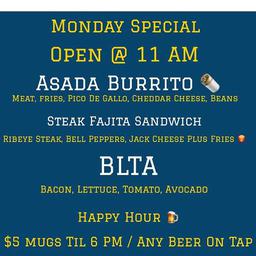 Monday Special
Open @ 11 AM
Asada Burrito
Meat, fries, Pico De Gallo, Cheddar Cheese, Beans
Steak Fajita Sandwich
Ribeye Steak, Bell Peppers, Jack Cheese Plus Fries
BLTA
Bacon, Lettuce, Tomato, Avocado
Happy Hour
$5 mugs Til 6 PM / Any Beer On Tap